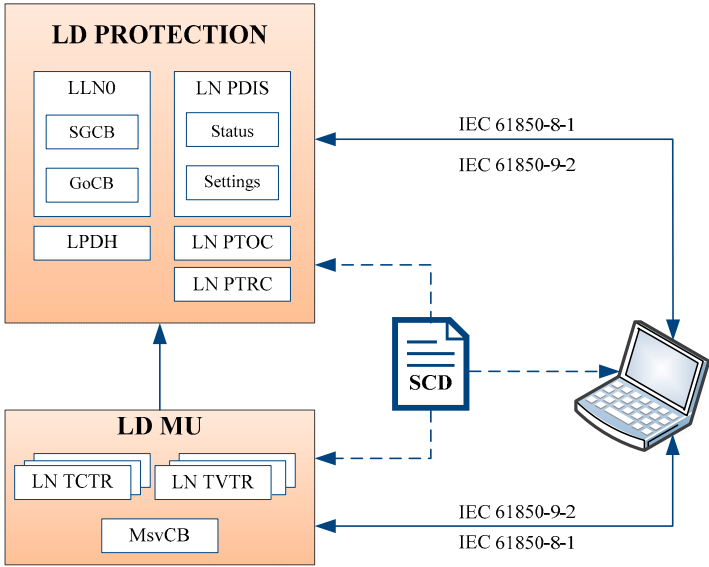 LD PROTECTION
LLN0
SGCB
GoCB
LPDH
LN PDIS
Status
Settings
LN PTOC
LN PTRC
IEC 61850-8-1
IEC 61850-9-2
SCD
LD MU
LN TCTR
LN TVTR
MsvCB
IEC 61850-9-2
IEC 61850-8-1